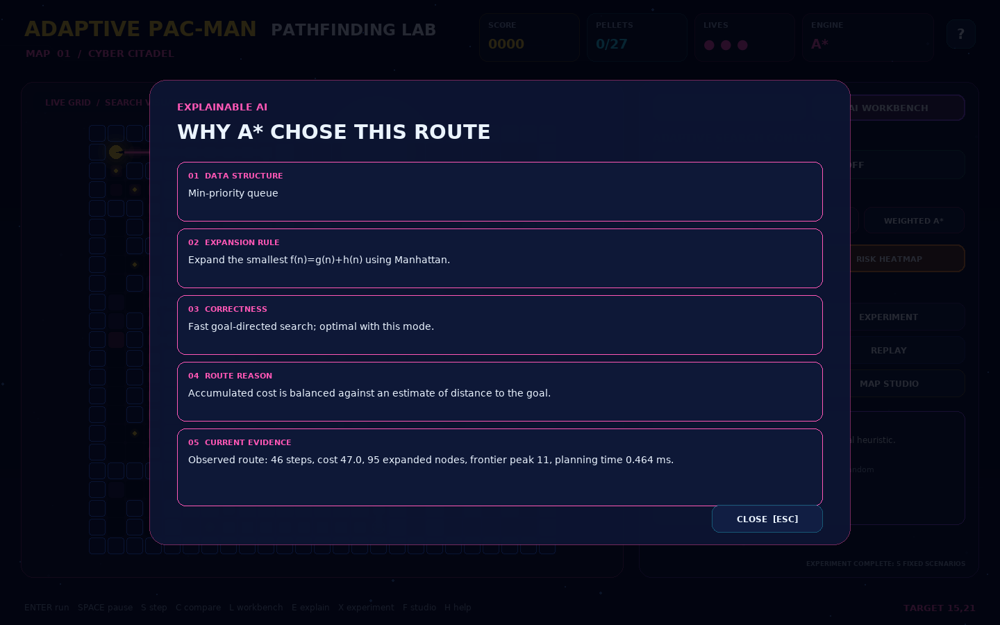 ADAPTIVE PAC-MAN PATHFINDING LAB
MAP 01 / CYBER CITADEL
SCORE
0000
PELLETS
0/27
LIVES
ENGINE
A*
?
LIVE GRID / SEARCH
AI WORKBENCH
WEIGHTED A*
RISK HEATMAP
EXPERIMENT
REPLAY
MAP STUDIO
heuristic.
EXPERIMENT COMPLETE: 5 FIXED SCENARIOS
EXPLAINABLE AI
WHY A* CHOSE THIS ROUTE
01 DATA STRUCTURE
Min-priority queue
02 EXPANSION RULE
Expand the smallest f(n)=g(n)+h(n) using Manhattan.
03 CORRECTNESS
Fast goal-directed search; optimal with this mode.
04 ROUTE REASON
Accumulated cost is balanced against an estimate of distance to the goal.
05 CURRENT EVIDENCE
Observed route: 46 steps, cost 47.0, 95 expanded nodes, frontier peak 11, planning time 0.464 ms.
CLOSE [ESC]
ENTER run SPACE pause S step C compare L workbench E explain X experiment F studio H help
TARGET 15,21